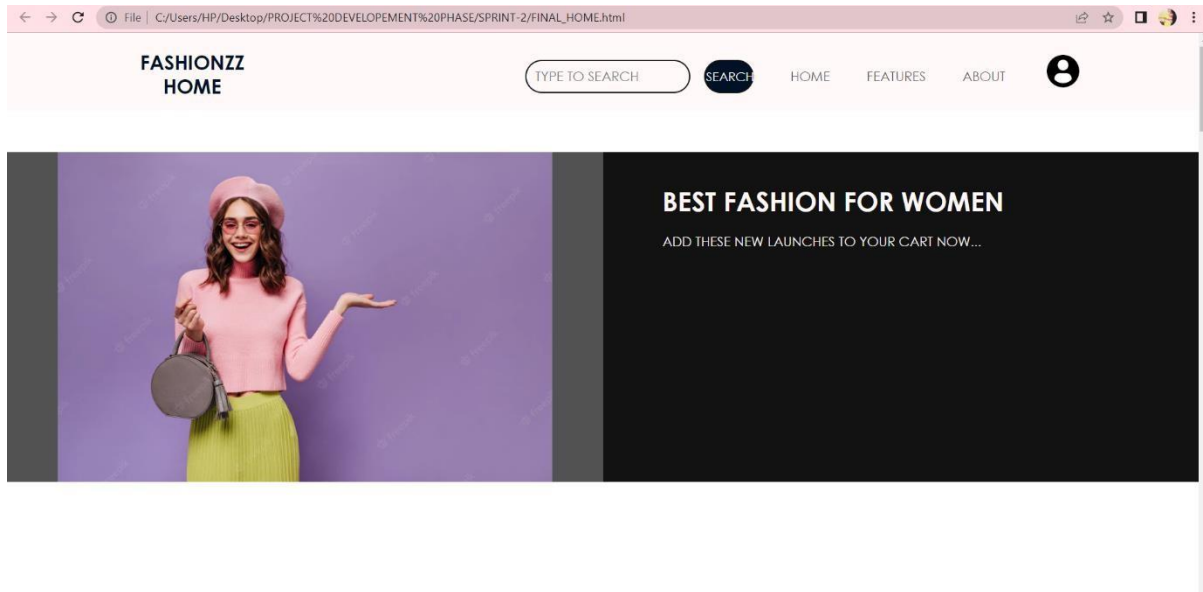 File | C:/Users/HP/Desktop/PROJECT%20DEVELOPEMENT%20PHASE/SPRINT-2/FINAL_HOME.html
FASHIONZZ
HOME
TYPE TO SEARCH
SEARCH
HOME
FEATURES
ABOUT
BEST FASHION FOR WOMEN
ADD THESE NEW LAUNCHES TO YOUR CART NOW...